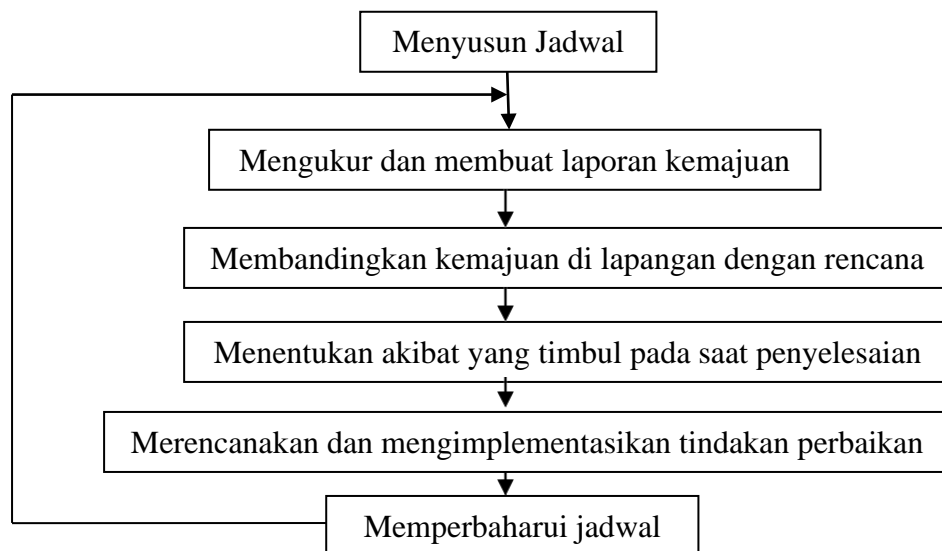 Menyusun Jadwal
Mengukur dan membuat laporan kemajuan
Membandingkan kemajuan di lapangan dengan rencana
Menentukan akibat yang timbul pada saat penyelesaian
Merencanakan dan mengimplementasikan tindakan perbaikan
Memperbaharui jadwal